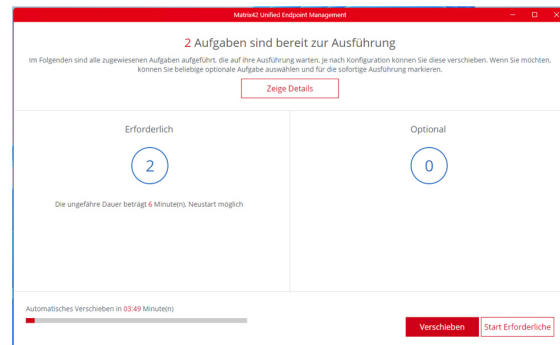 Matrix42 Unified Endpoint Management
2 Aufgaben sind bereit zur Ausführung
Im Folgenden sind alle zugewiesenen Aufgaben aufgeführt, die auf ihre Ausführung warten. Je nach Konfiguration können Sie diese verschieben. Wenn Sie möchten,
können Sie beliebige optionale Aufgabe auswählen und für die sofortige Ausführung markieren.
Zeige Details
Erforderlich
2
Die ungefähre Dauer beträgt 6 Minute(n), Neustart möglich
Optional
0
Automatisches Verschieben in 03:49 Minute(n)
Verschieben
Start Erforderliche